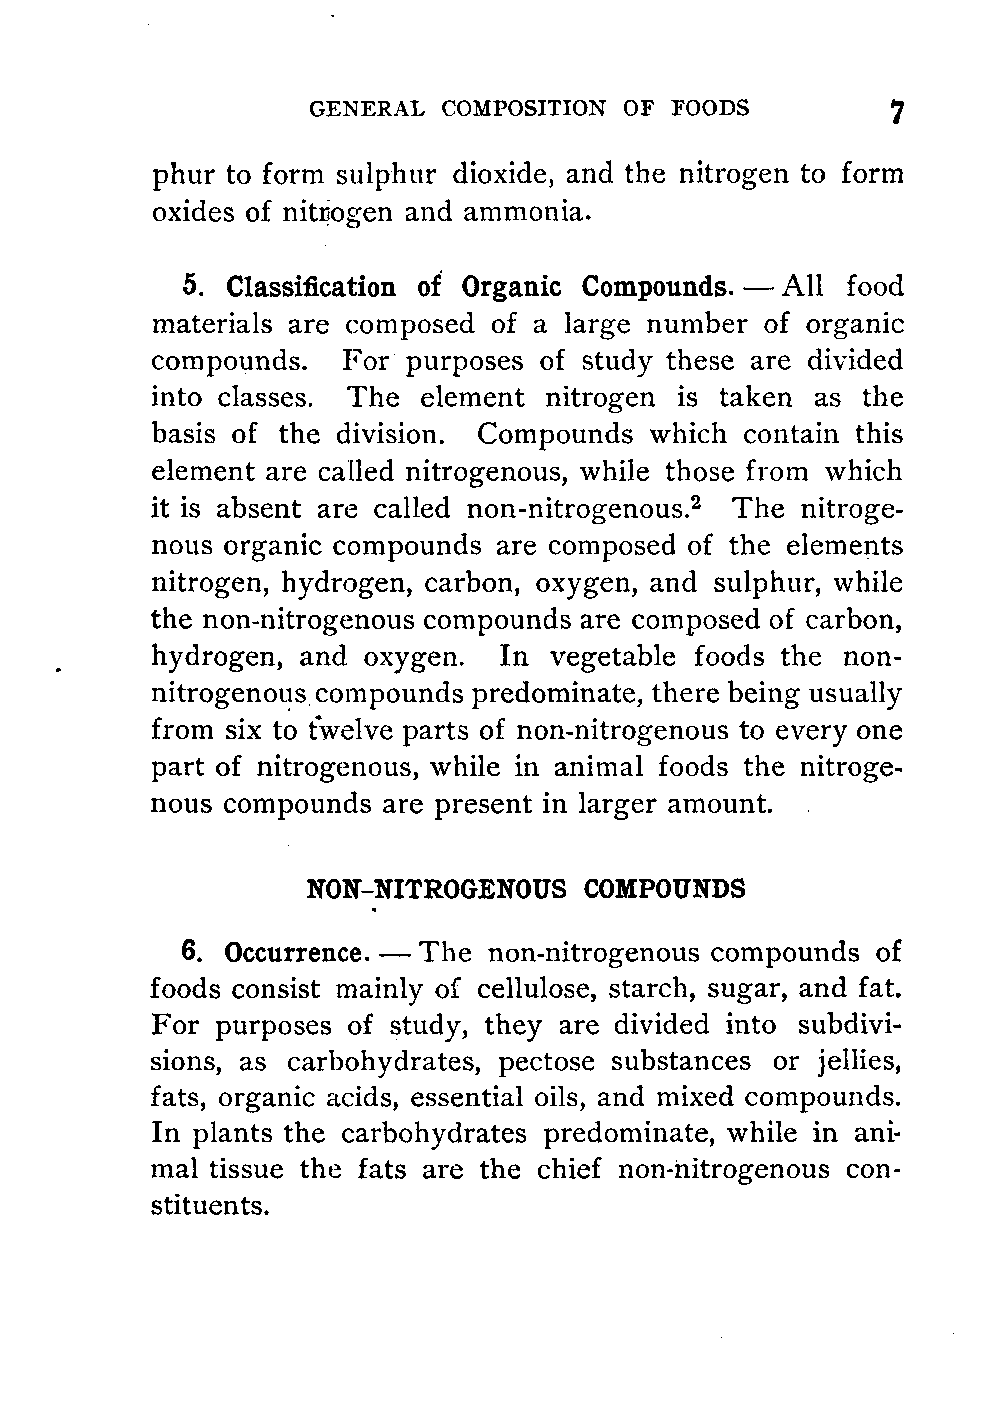 GENERAL COMPOSITION OF FOODS 7
phur to form sulphur dioxide, and the nitrogen to form
oxides of nitrogen and ammonia.
5. Classification of Organic Compounds. — All food
materials are composed of a large number of organic
compounds. For purposes of study these are divided
into classes. The element nitrogen is taken as the
basis of the division. Compounds which contain this
element are called nitrogenous, while those from which
it is absent are called non-nitrogenous.² The nitroge-
nous organic compounds are composed of the elements
nitrogen, hydrogen, carbon, oxygen, and sulphur, while
the non-nitrogenous compounds are composed of carbon,
hydrogen, and oxygen. In vegetable foods the non-
nitrogenous compounds predominate, there being usually
from six to twelve parts of non-nitrogenous to every one
part of nitrogenous, while in animal foods the nitroge-
nous compounds are present in larger amount.
NON-NITROGENOUS COMPOUNDS
6. Occurrence. — The non-nitrogenous compounds of
foods consist mainly of cellulose, starch, sugar, and fat.
For purposes of study, they are divided into subdivi-
sions, as carbohydrates, pectose substances or jellies,
fats, organic acids, essential oils, and mixed compounds.
In plants the carbohydrates predominate, while in ani-
mal tissue the fats are the chief non-nitrogenous con-
stituents.